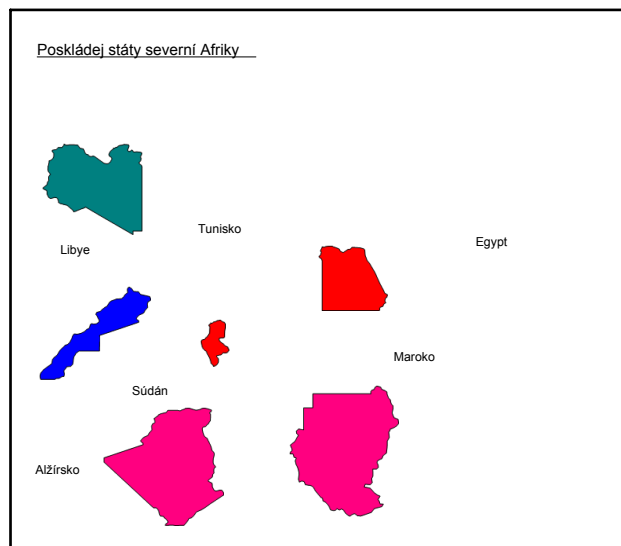 Poskládej státy severní Afriky
Tunisko
Egypt
Libye
Maroko
Súdán
Alžírsko